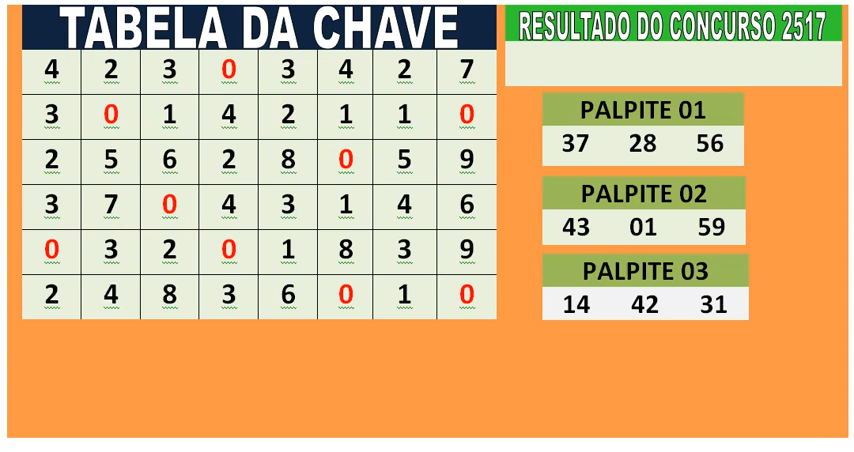 TABELA DA CHAVE
4 2 3 0 3 4 2 7
3 0 1 4 2 1 1 0
2 5 6 2 8 0 5 9
3 7 0 4 3 1 4 6
0 3 2 0 1 8 3 9
2 4 8 3 6 0 1 0
RESULTADO DO CONCURSO 2517
PALPITE 01
37 28 56
PALPITE 02
43 01 59
PALPITE 03
14 42 31